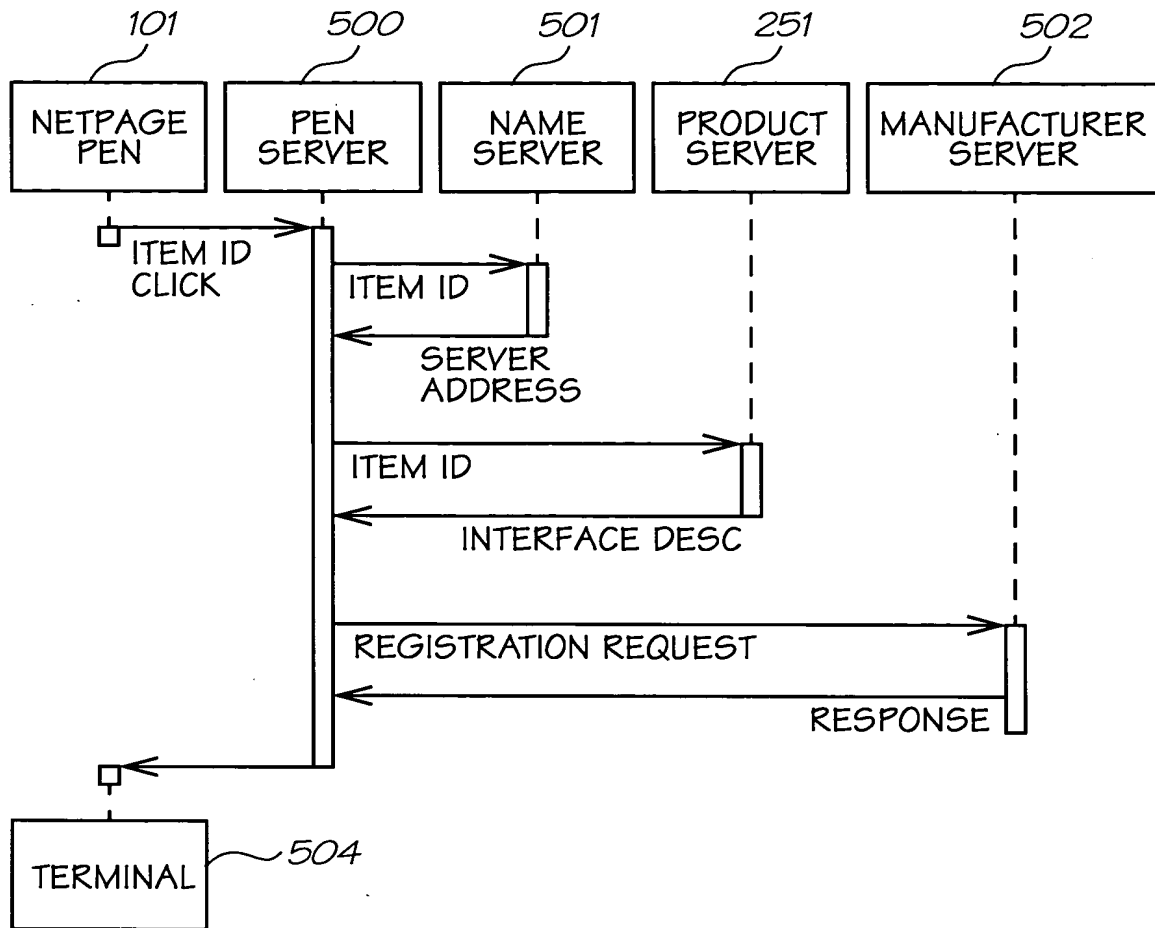 101
500
501
251
502
NETPAGE
PEN
PEN
SERVER
NAME
SERVER
PRODUCT
SERVER
MANUFACTURER
SERVER
ITEM ID
CLICK
ITEM ID
SERVER
ADDRESS
ITEM ID
INTERFACE DESC
REGISTRATION REQUEST
RESPONSE
TERMINAL
504